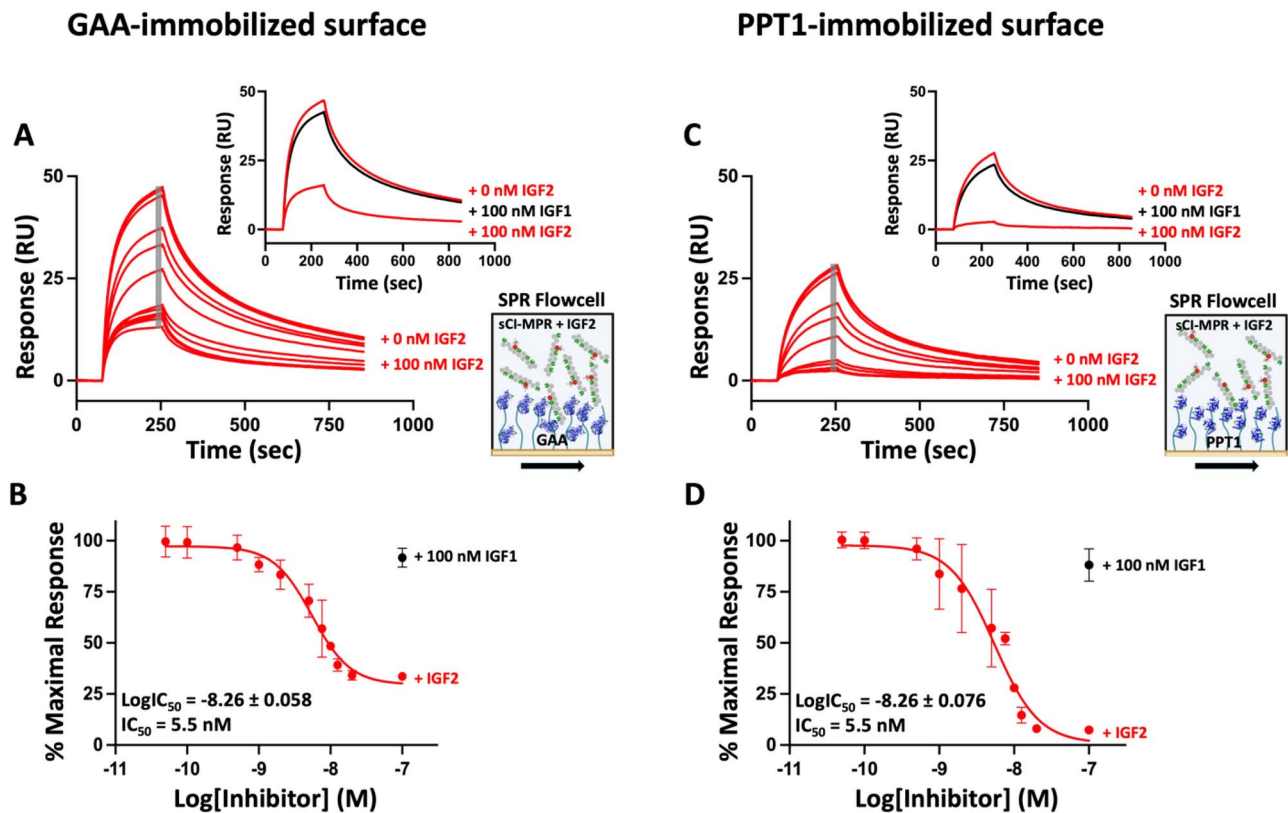 GAA-immobilized surface
PPT1-immobilized surface
A
Response (RU)
50
25
0
0
250
500
750
1000
Time (sec)
+ 0 nM IGF2
+ 100 nM IGF2
Response (RU)
50
25
0
0
200
400
600
800
1000
Time (sec)
+ 0 nM IGF2
+ 100 nM IGF1
+ 100 nM IGF2
SPR Flowcell
sCI-MPR + IGF2
GAA
C
Response (RU)
50
25
0
0
250
500
750
1000
Time (sec)
+ 0 nM IGF2
+ 100 nM IGF2
Response (RU)
50
25
0
0
200
400
600
800
1000
Time (sec)
+ 0 nM IGF2
+ 100 nM IGF1
+ 100 nM IGF2
SPR Flowcell
sCI-MPR + IGF2
PPT1
B
% Maximal Response
100
75
50
25
0
-11
-10
-9
-8
-7
Log[Inhibitor] (M)
+ 100 nM IGF1
+ IGF2
LogIC50 = -8.26 ± 0.058
IC50 = 5.5 nM
D
% Maximal Response
100
75
50
25
0
-11
-10
-9
-8
-7
Log[Inhibitor] (M)
+ 100 nM IGF1
+ IGF2
LogIC50 = -8.26 ± 0.076
IC50 = 5.5 nM